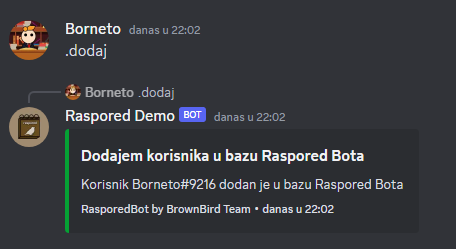 Borneto danas u 22:02
.dodaj
Borneto .dodaj
Raspored Demo BOT danas u 22:02
Dodajem korisnika u bazu Raspored Bota
Korisnik Borneto#9216 dodan je u bazu Raspored Bota
RasporedBot by BrownBird Team • danas u 22:02